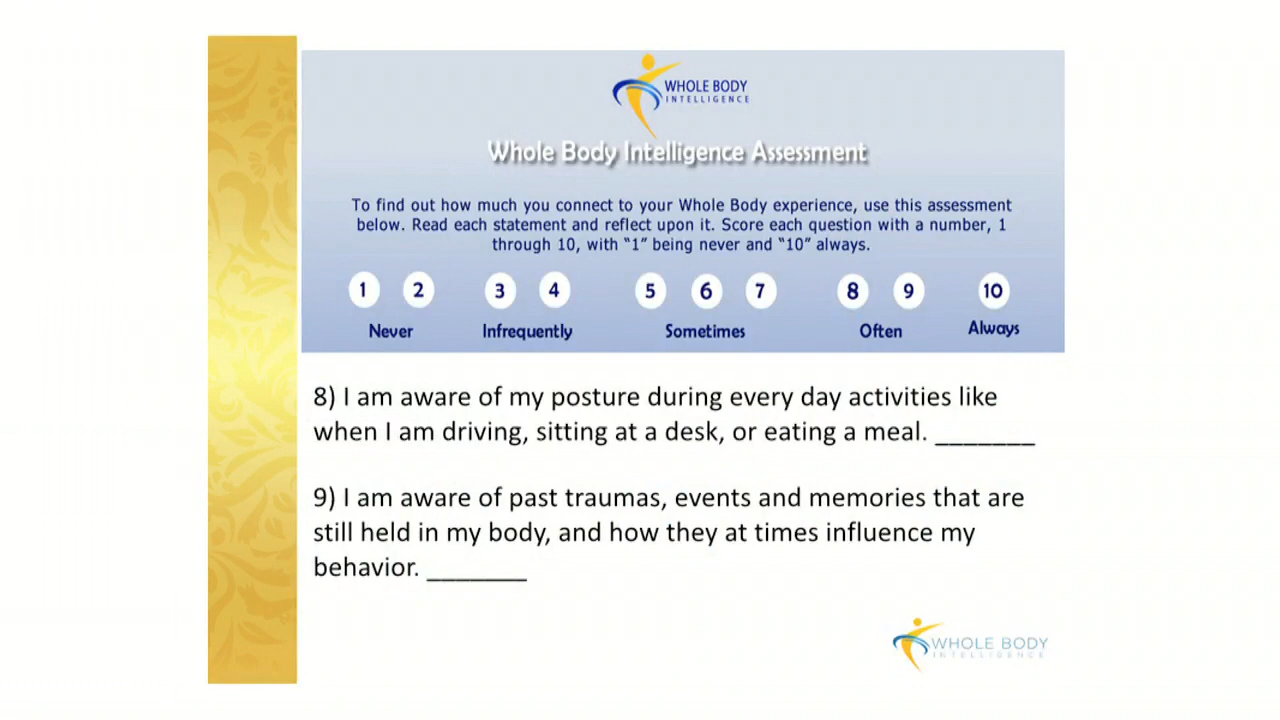 WHOLE BODY
INTELLIGENCE
Whole Body Intelligence Assessment
To find out how much you connect to your Whole Body experience, use this assessment
below. Read each statement and reflect upon it. Score each question with a number, 1
through 10, with “1” being never and “10” always.
1 2 3 4 5 6 7 8 9 10
Never Infrequently Sometimes Often Always
8) I am aware of my posture during every day activities like
when I am driving, sitting at a desk, or eating a meal. _______
9) I am aware of past traumas, events and memories that are
still held in my body, and how they at times influence my
behavior. _______
WHOLE BODY
INTELLIGENCE